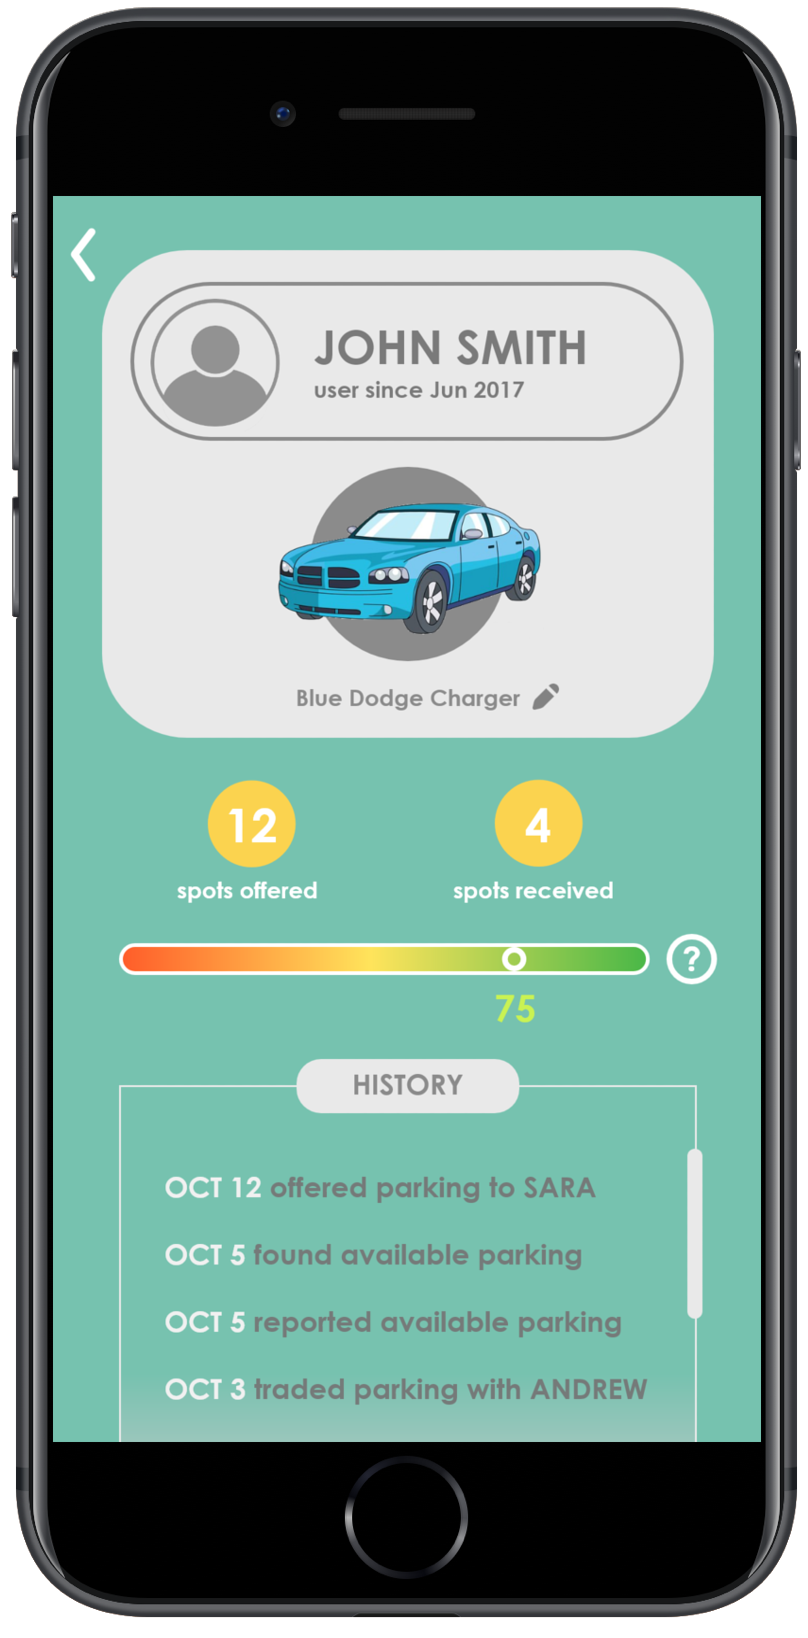 JOHN SMITH
user since Jun 2017
Blue Dodge Charger
12
4
spots offered
spots received
?
75
HISTORY
OCT 12 offered parking to SARA
OCT 5 found available parking
OCT 5 reported available parking
OCT 3 traded parking with ANDREW